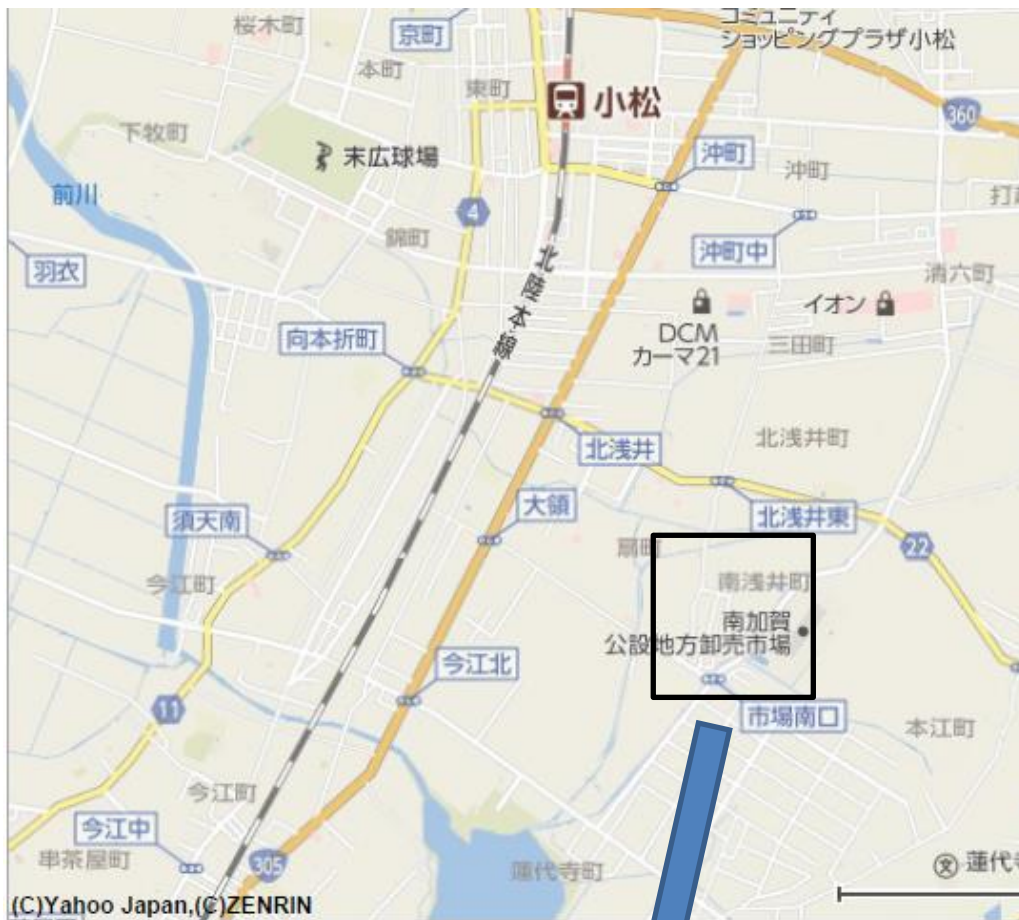 コミュニティ
ショッピングプラザ小松
桜木町
京町
本町
東町
小松
360
下牧町
末広球場
沖町
沖町
前川
4
沖町中
打
錦町
羽衣
北陸本線
清六町
イオン
DCM
カーマ21
三田町
向本折町
北浅井
北浅井町
大領
北浅井東
須天南
扇町
22
今江町
南浅井町
南加賀
公設地方卸売市場
今江北
市場南口
11
本江町
今江町
今江中
串茶屋町
305
蓮代寺町
文
蓮代寺
(C)Yahoo Japan,(C)ZENRIN